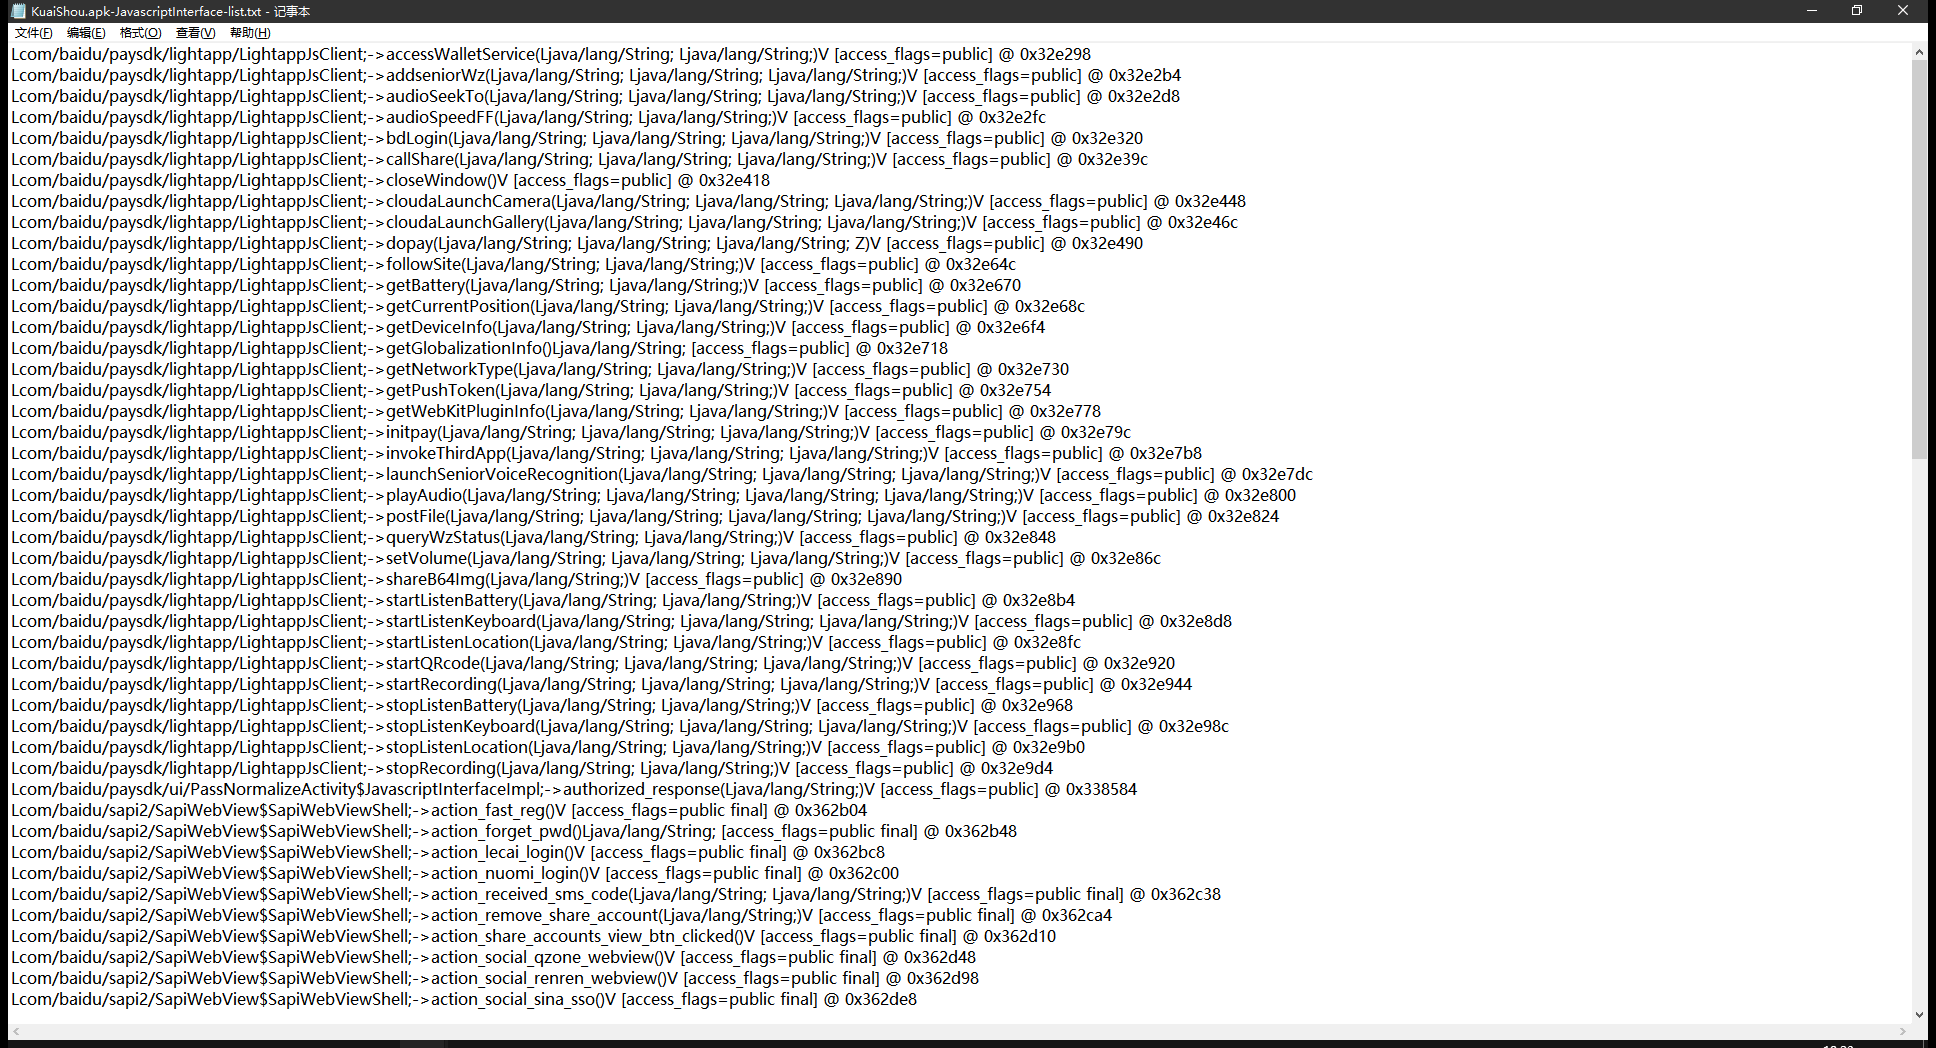 KuaiShou.apk-JavascriptInterface-list.txt - 记事本
文件(F) 编辑(E) 格式(O) 查看(V) 帮助(H)
Lcom/baidu/paysdk/lightapp/LightappJsClient;->accessWalletService(Ljava/lang/String; Ljava/lang/String;)V [access_flags=public] @ 0x32e298
Lcom/baidu/paysdk/lightapp/LightappJsClient;->addseniorWz(Ljava/lang/String; Ljava/lang/String; Ljava/lang/String;)V [access_flags=public] @ 0x32e2b4
Lcom/baidu/paysdk/lightapp/LightappJsClient;->audioSeekTo(Ljava/lang/String; Ljava/lang/String; Ljava/lang/String;)V [access_flags=public] @ 0x32e2d8
Lcom/baidu/paysdk/lightapp/LightappJsClient;->audioSpeedFF(Ljava/lang/String; Ljava/lang/String;)V [access_flags=public] @ 0x32e2fc
Lcom/baidu/paysdk/lightapp/LightappJsClient;->bdLogin(Ljava/lang/String; Ljava/lang/String; Ljava/lang/String;)V [access_flags=public] @ 0x32e320
Lcom/baidu/paysdk/lightapp/LightappJsClient;->callShare(Ljava/lang/String; Ljava/lang/String; Ljava/lang/String;)V [access_flags=public] @ 0x32e39c
Lcom/baidu/paysdk/lightapp/LightappJsClient;->closeWindow()V [access_flags=public] @ 0x32e418
Lcom/baidu/paysdk/lightapp/LightappJsClient;->cloudaLaunchCamera(Ljava/lang/String; Ljava/lang/String; Ljava/lang/String;)V [access_flags=public] @ 0x32e448
Lcom/baidu/paysdk/lightapp/LightappJsClient;->cloudaLaunchGallery(Ljava/lang/String; Ljava/lang/String; Ljava/lang/String;)V [access_flags=public] @ 0x32e46c
Lcom/baidu/paysdk/lightapp/LightappJsClient;->dopay(Ljava/lang/String; Ljava/lang/String; Ljava/lang/String; Z)V [access_flags=public] @ 0x32e490
Lcom/baidu/paysdk/lightapp/LightappJsClient;->followSite(Ljava/lang/String; Ljava/lang/String;)V [access_flags=public] @ 0x32e64c
Lcom/baidu/paysdk/lightapp/LightappJsClient;->getBattery(Ljava/lang/String; Ljava/lang/String;)V [access_flags=public] @ 0x32e670
Lcom/baidu/paysdk/lightapp/LightappJsClient;->getCurrentPosition(Ljava/lang/String; Ljava/lang/String;)V [access_flags=public] @ 0x32e68c
Lcom/baidu/paysdk/lightapp/LightappJsClient;->getDeviceInfo(Ljava/lang/String; Ljava/lang/String;)V [access_flags=public] @ 0x32e6f4
Lcom/baidu/paysdk/lightapp/LightappJsClient;->getGlobalizationInfo()Ljava/lang/String; [access_flags=public] @ 0x32e718
Lcom/baidu/paysdk/lightapp/LightappJsClient;->getNetworkType(Ljava/lang/String; Ljava/lang/String;)V [access_flags=public] @ 0x32e730
Lcom/baidu/paysdk/lightapp/LightappJsClient;->getPushToken(Ljava/lang/String; Ljava/lang/String;)V [access_flags=public] @ 0x32e754
Lcom/baidu/paysdk/lightapp/LightappJsClient;->getWebKitPluginInfo(Ljava/lang/String; Ljava/lang/String;)V [access_flags=public] @ 0x32e778
Lcom/baidu/paysdk/lightapp/LightappJsClient;->initpay(Ljava/lang/String; Ljava/lang/String; Ljava/lang/String;)V [access_flags=public] @ 0x32e79c
Lcom/baidu/paysdk/lightapp/LightappJsClient;->invokeThirdApp(Ljava/lang/String; Ljava/lang/String; Ljava/lang/String;)V [access_flags=public] @ 0x32e7b8
Lcom/baidu/paysdk/lightapp/LightappJsClient;->launchSeniorVoiceRecognition(Ljava/lang/String; Ljava/lang/String; Ljava/lang/String;)V [access_flags=public] @ 0x32e7dc
Lcom/baidu/paysdk/lightapp/LightappJsClient;->playAudio(Ljava/lang/String; Ljava/lang/String; Ljava/lang/String; Ljava/lang/String;)V [access_flags=public] @ 0x32e800
Lcom/baidu/paysdk/lightapp/LightappJsClient;->postFile(Ljava/lang/String; Ljava/lang/String; Ljava/lang/String; Ljava/lang/String;)V [access_flags=public] @ 0x32e824
Lcom/baidu/paysdk/lightapp/LightappJsClient;->queryWzStatus(Ljava/lang/String; Ljava/lang/String;)V [access_flags=public] @ 0x32e848
Lcom/baidu/paysdk/lightapp/LightappJsClient;->setVolume(Ljava/lang/String; Ljava/lang/String; Ljava/lang/String;)V [access_flags=public] @ 0x32e86c
Lcom/baidu/paysdk/lightapp/LightappJsClient;->shareB64Img(Ljava/lang/String;)V [access_flags=public] @ 0x32e890
Lcom/baidu/paysdk/lightapp/LightappJsClient;->startListenBattery(Ljava/lang/String; Ljava/lang/String;)V [access_flags=public] @ 0x32e8b4
Lcom/baidu/paysdk/lightapp/LightappJsClient;->startListenKeyboard(Ljava/lang/String; Ljava/lang/String; Ljava/lang/String;)V [access_flags=public] @ 0x32e8d8
Lcom/baidu/paysdk/lightapp/LightappJsClient;->startListenLocation(Ljava/lang/String; Ljava/lang/String;)V [access_flags=public] @ 0x32e8fc
Lcom/baidu/paysdk/lightapp/LightappJsClient;->startQRcode(Ljava/lang/String; Ljava/lang/String; Ljava/lang/String;)V [access_flags=public] @ 0x32e920
Lcom/baidu/paysdk/lightapp/LightappJsClient;->startRecording(Ljava/lang/String; Ljava/lang/String; Ljava/lang/String;)V [access_flags=public] @ 0x32e944
Lcom/baidu/paysdk/lightapp/LightappJsClient;->stopListenBattery(Ljava/lang/String; Ljava/lang/String;)V [access_flags=public] @ 0x32e968
Lcom/baidu/paysdk/lightapp/LightappJsClient;->stopListenKeyboard(Ljava/lang/String; Ljava/lang/String; Ljava/lang/String;)V [access_flags=public] @ 0x32e98c
Lcom/baidu/paysdk/lightapp/LightappJsClient;->stopListenLocation(Ljava/lang/String; Ljava/lang/String;)V [access_flags=public] @ 0x32e9b0
Lcom/baidu/paysdk/lightapp/LightappJsClient;->stopRecording(Ljava/lang/String; Ljava/lang/String;)V [access_flags=public] @ 0x32e9d4
Lcom/baidu/paysdk/ui/PassNormalizeActivity$JavascriptInterfaceImpl;->authorized_response(Ljava/lang/String;)V [access_flags=public] @ 0x338584
Lcom/baidu/sapi2/SapiWebView$SapiWebViewShell;->action_fast_reg()V [access_flags=public final] @ 0x362b04
Lcom/baidu/sapi2/SapiWebView$SapiWebViewShell;->action_forget_pwd()Ljava/lang/String; [access_flags=public final] @ 0x362b48
Lcom/baidu/sapi2/SapiWebView$SapiWebViewShell;->action_lecai_login()V [access_flags=public final] @ 0x362bc8
Lcom/baidu/sapi2/SapiWebView$SapiWebViewShell;->action_nuomi_login()V [access_flags=public final] @ 0x362c00
Lcom/baidu/sapi2/SapiWebView$SapiWebViewShell;->action_received_sms_code(Ljava/lang/String; Ljava/lang/String;)V [access_flags=public final] @ 0x362c38
Lcom/baidu/sapi2/SapiWebView$SapiWebViewShell;->action_remove_share_account(Ljava/lang/String;)V [access_flags=public final] @ 0x362ca4
Lcom/baidu/sapi2/SapiWebView$SapiWebViewShell;->action_share_accounts_view_btn_clicked()V [access_flags=public final] @ 0x362d10
Lcom/baidu/sapi2/SapiWebView$SapiWebViewShell;->action_social_qzone_webview()V [access_flags=public final] @ 0x362d48
Lcom/baidu/sapi2/SapiWebView$SapiWebViewShell;->action_social_renren_webview()V [access_flags=public final] @ 0x362d98
Lcom/baidu/sapi2/SapiWebView$SapiWebViewShell;->action_social_sina_sso()V [access_flags=public final] @ 0x362de8